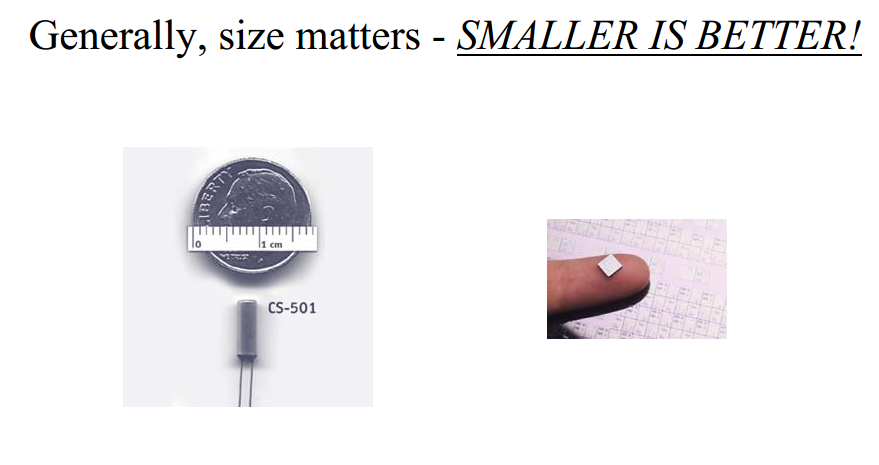 Generally, size matters - SMALLER IS BETTER!
LIBERTY
0 1 cm
CS-501